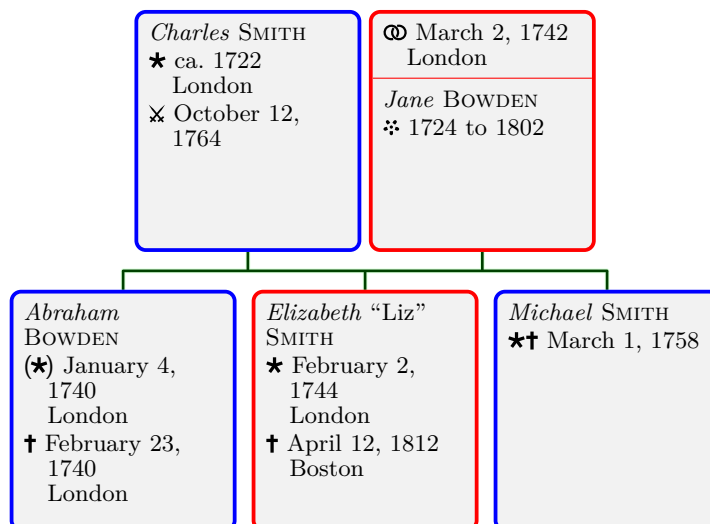 Charles SMITH
* ca. 1722
London
⚔ October 12,
1764
⚭ March 2, 1742
London
Jane BOWDEN
⁘ 1724 to 1802
Abraham
BOWDEN
(*) January 4,
1740
London
† February 23,
1740
London
Elizabeth “Liz”
SMITH
* February 2,
1744
London
† April 12, 1812
Boston
Michael SMITH
*† March 1, 1758